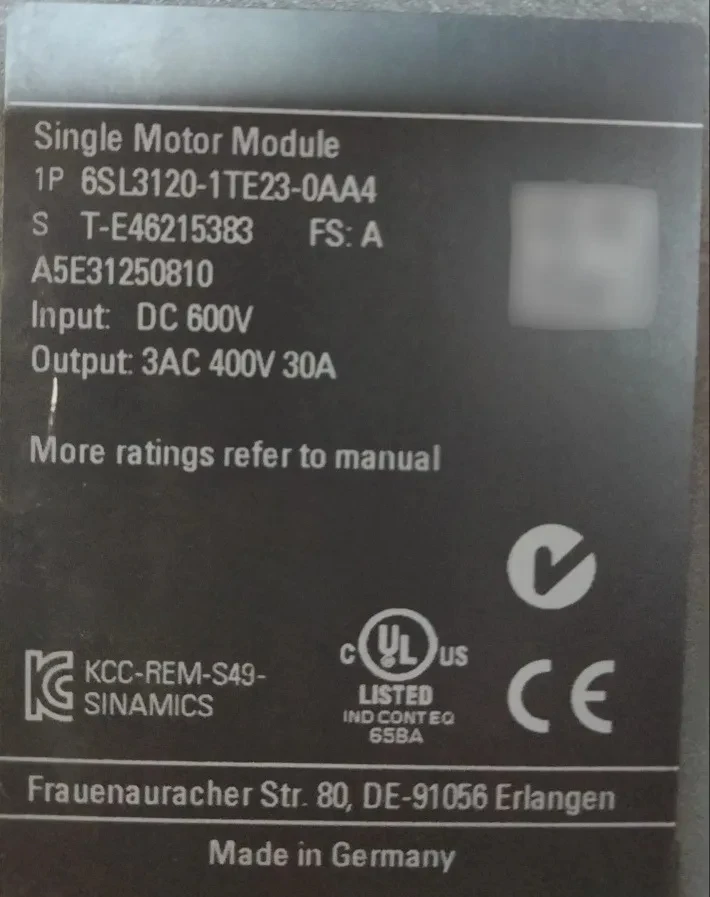 Single Motor Module
1P 6SL3120-1TE23-0AA4
S T-E46215383 FS: A
A5E31250810
Input: DC 600V
Output: 3AC 400V 30A
More ratings refer to manual
KCC-REM-S49-
SINAMICS
C UL US
LISTED
IND CONT EQ
65BA
CE
Frauenauracher Str. 80, DE-91056 Erlangen
Made in Germany